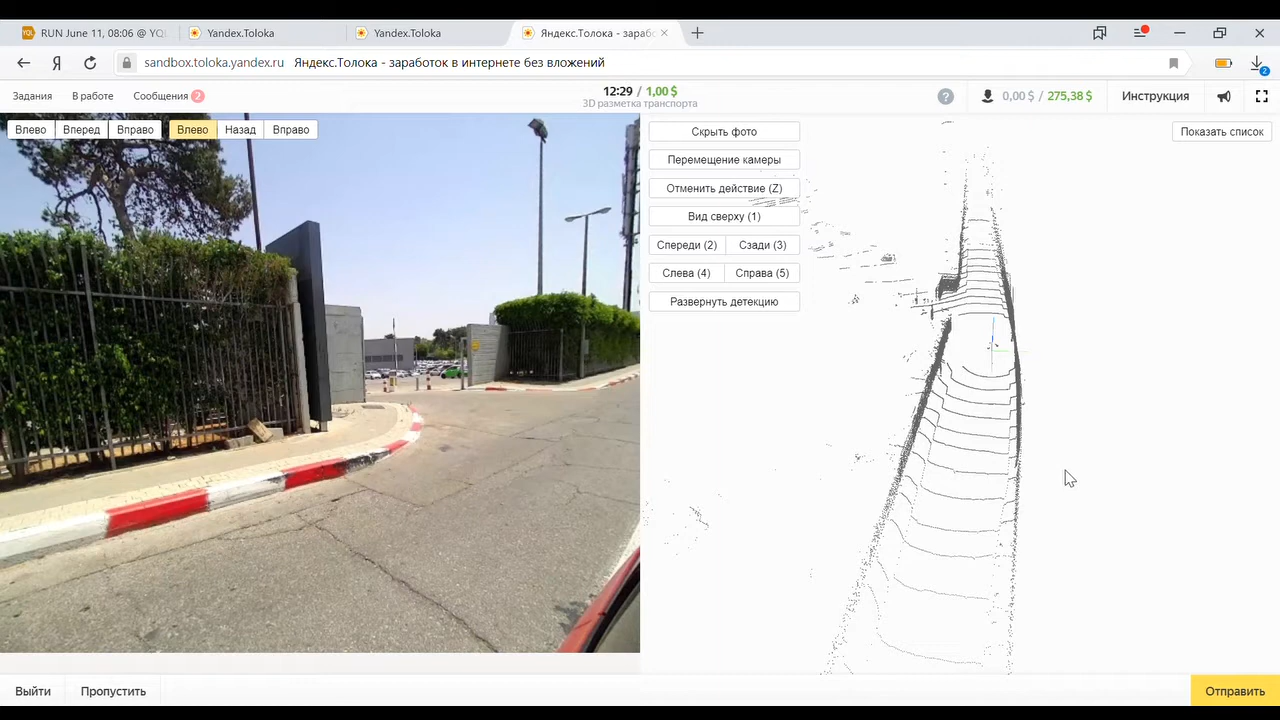 RUN June 11, 08:06 @ YQL
Yandex.Toloka
Yandex.Toloka
Яндекс.Толока - зарабо
sandbox.toloka.yandex.ru Яндекс.Толока - заработок в интернете без вложений
2
Задания
В работе
Сообщения 2
12:29 / 1,00 $
3D разметка транспорта
?
0,00 $ / 275,38 $
Инструкция
Влево
Вперед
Вправо
Влево
Назад
Вправо
Скрыть фото
Показать список
Перемещение камеры
Отменить действие (Z)
Вид сверху (1)
Спереди (2)
Сзади (3)
Слева (4)
Справа (5)
Развернуть детекцию
Выйти
Пропустить
Отправить